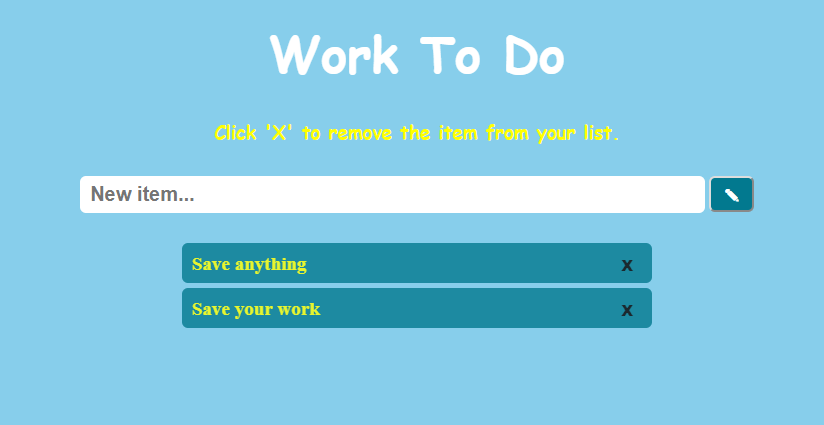 Work To Do
Click 'X' to remove the item from your list.
New item...
Save anything x
Save your work x